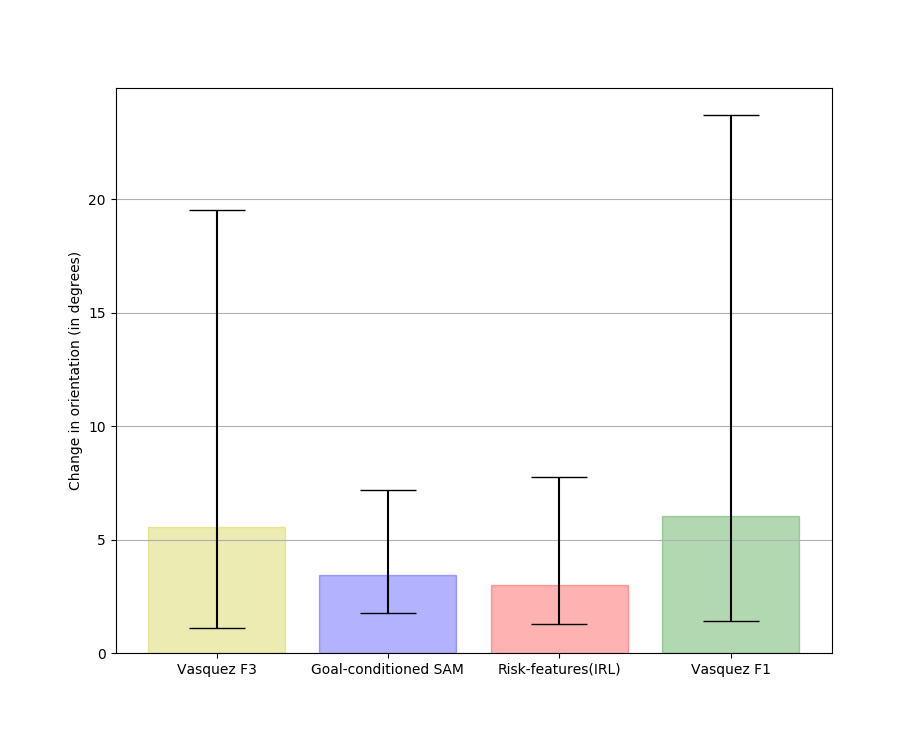 Change in orientation (in degrees)
20
15
10
5
0
Vasquez F3
Goal-conditioned SAM
Risk-features(IRL)
Vasquez F1